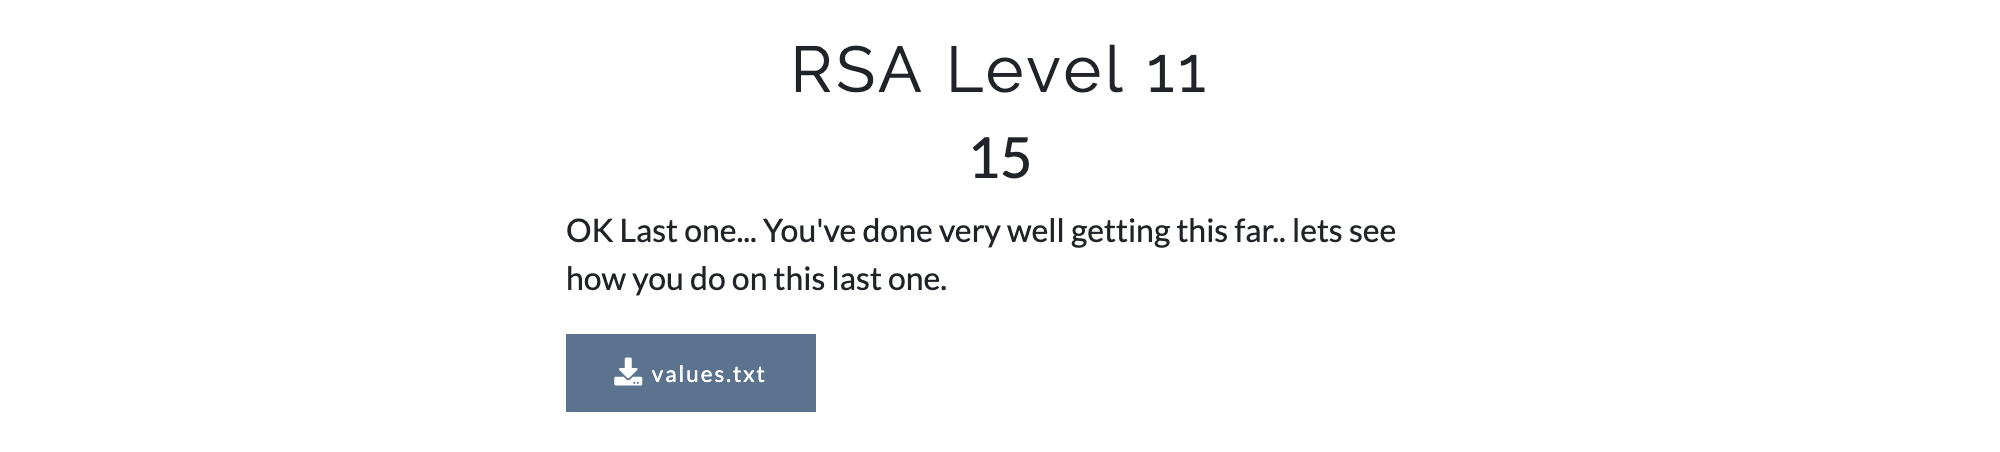 RSA Level 11
15
OK Last one... You've done very well getting this far.. lets see
how you do on this last one.
values.txt